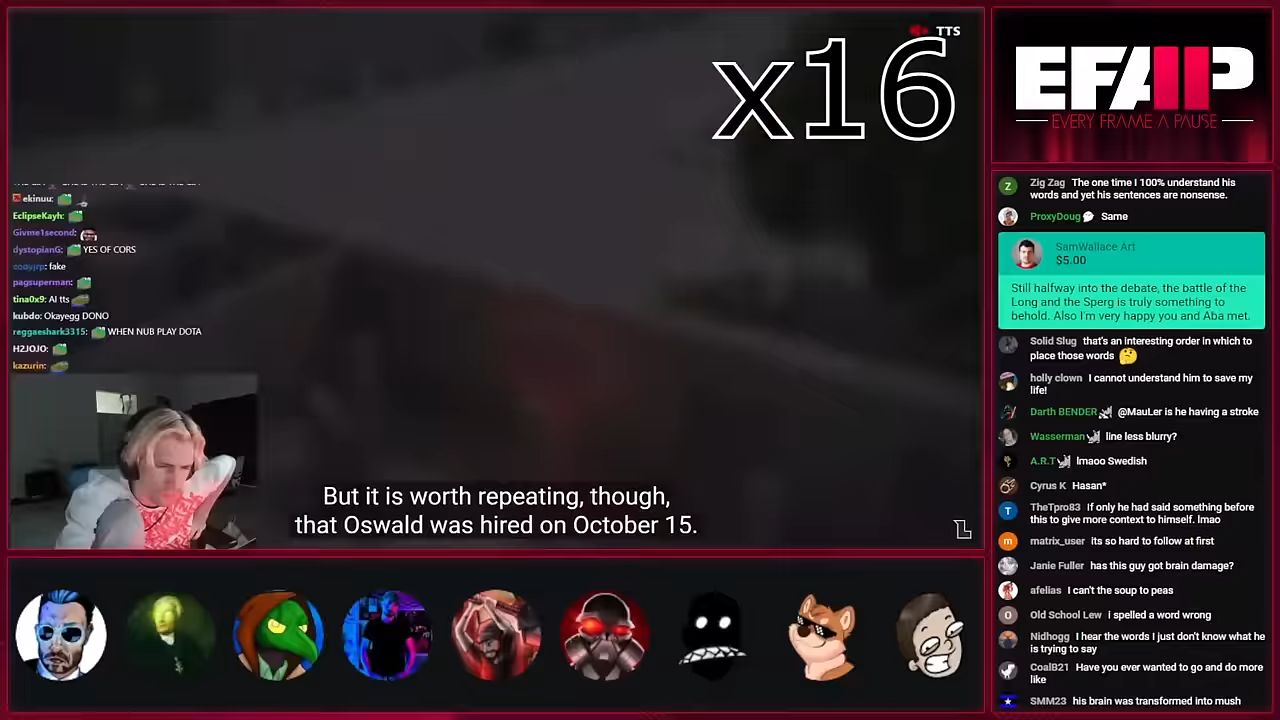 TTS
x16
ekinuu:
EclipseKayh:
Givme1second:
dystopianG: YES OF CORS
cooyjrp: fake
pagsuperman:
tina0x9: AI tts
kubdo: Okayegg DONO
reggaeshark3315: WHEN NUB PLAY DOTA
H2JOJO:
kazurin:
But it is worth repeating, though,
that Oswald was hired on October 15.
EFAP
EVERY FRAME A PAUSE
Z
Zig Zag The one time I 100% understand his
words and yet his sentences are nonsense.
ProxyDoug Same
SamWallace Art
$5.00
Still halfway into the debate, the battle of the
Long and the Sperg is truly something to
behold. Also I'm very happy you and Aba met.
Solid Slug that's an interesting order in which to
place those words
holly clown I cannot understand him to save my
life!
Darth BENDER @MauLer is he having a stroke
Wasserman line less blurry?
A.R.T lmaoo Swedish
Cyrus K Hasan*
T
TheTpro83 If only he had said something before
this to give more context to himself. lmao
m
matrix_user its so hard to follow at first
Janie Fuller has this guy got brain damage?
afelias I can't the soup to peas
O
Old School Lew i spelled a word wrong
Nidhogg I hear the words I just don't know what he
is trying to say
CoalB21 Have you ever wanted to go and do more
like
SMM23 his brain was transformed into mush